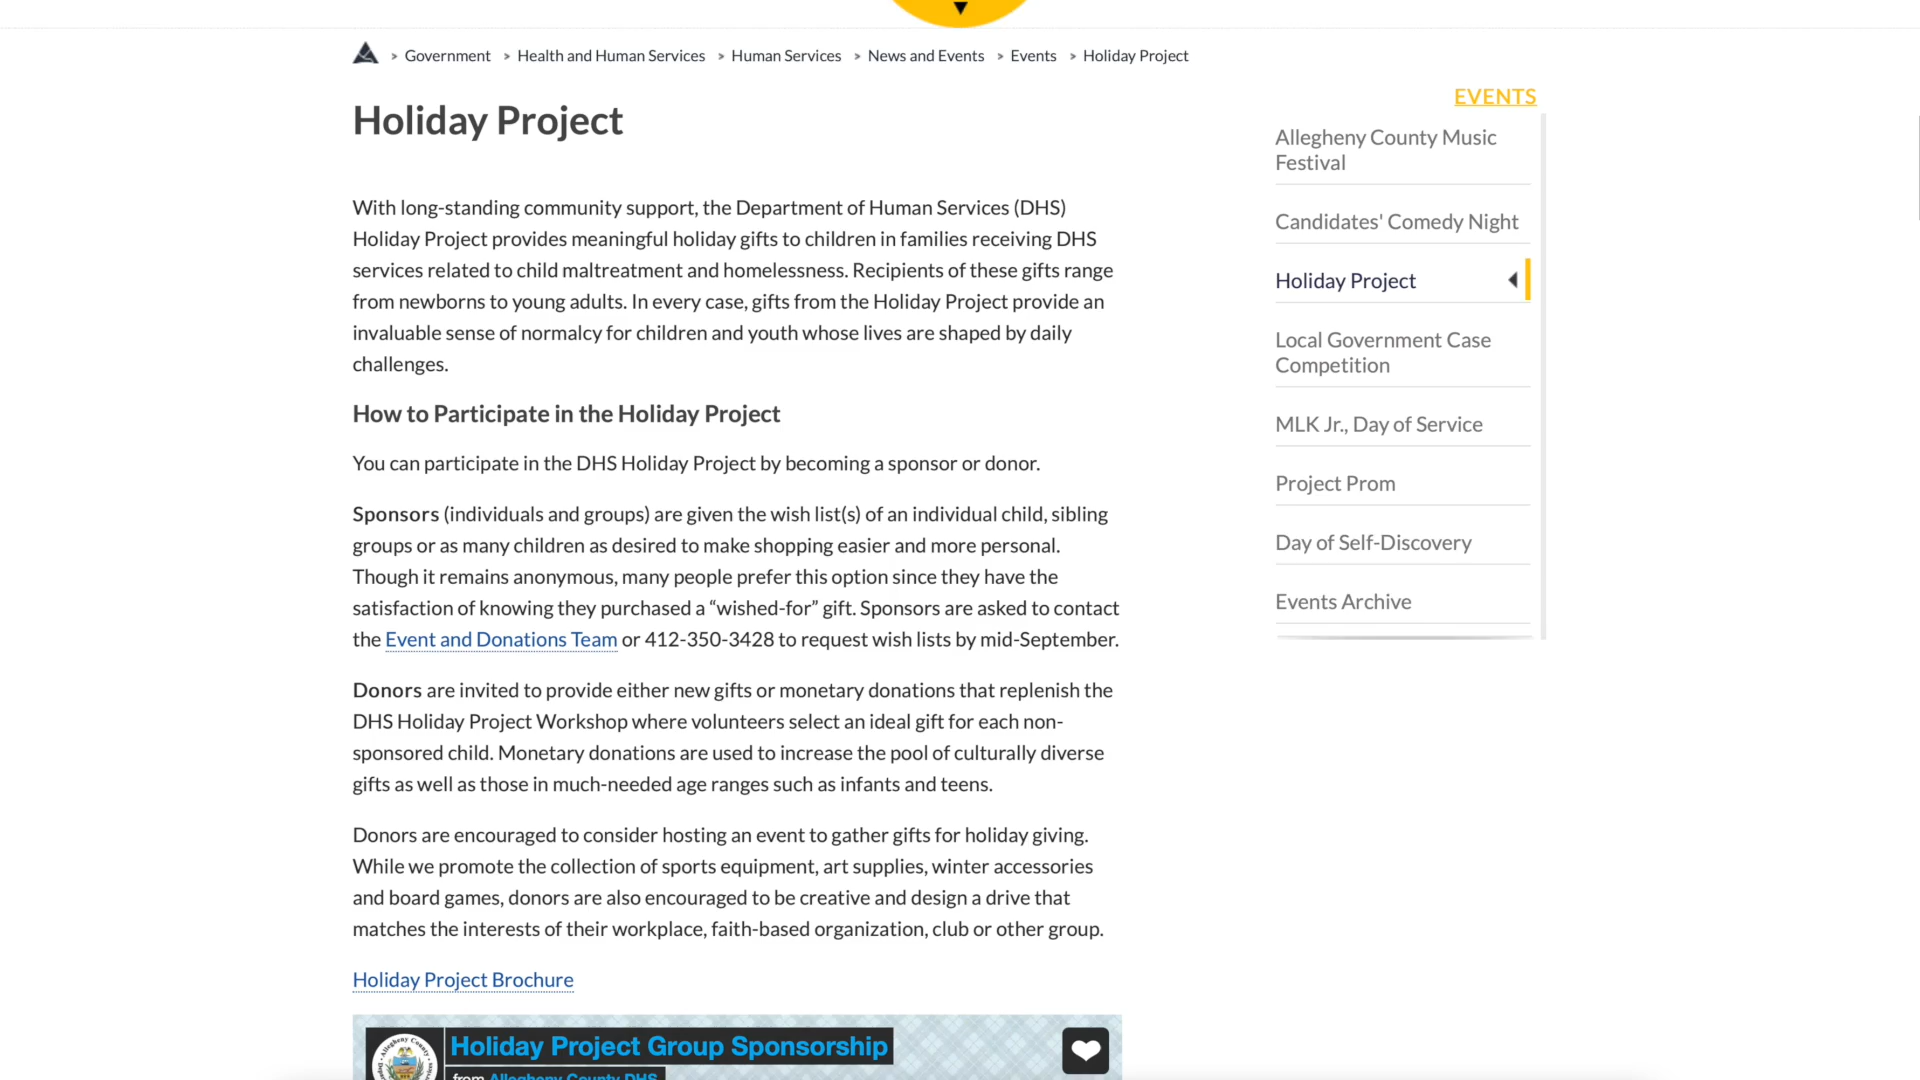 > Government > Health and Human Services > Human Services > News and Events > Events > Holiday Project
Holiday Project
With long-standing community support, the Department of Human Services (DHS)
Holiday Project provides meaningful holiday gifts to children in families receiving DHS
services related to child maltreatment and homelessness. Recipients of these gifts range
from newborns to young adults. In every case, gifts from the Holiday Project provide an
invaluable sense of normalcy for children and youth whose lives are shaped by daily
challenges.
How to Participate in the Holiday Project
You can participate in the DHS Holiday Project by becoming a sponsor or donor.
Sponsors (individuals and groups) are given the wish list(s) of an individual child, sibling
groups or as many children as desired to make shopping easier and more personal.
Though it remains anonymous, many people prefer this option since they have the
satisfaction of knowing they purchased a “wished-for” gift. Sponsors are asked to contact
the Event and Donations Team or 412-350-3428 to request wish lists by mid-September.
Donors are invited to provide either new gifts or monetary donations that replenish the
DHS Holiday Project Workshop where volunteers select an ideal gift for each non-
sponsored child. Monetary donations are used to increase the pool of culturally diverse
gifts as well as those in much-needed age ranges such as infants and teens.
Donors are encouraged to consider hosting an event to gather gifts for holiday giving.
While we promote the collection of sports equipment, art supplies, winter accessories
and board games, donors are also encouraged to be creative and design a drive that
matches the interests of their workplace, faith-based organization, club or other group.
Holiday Project Brochure
Holiday Project Group Sponsorship
from Allegheny County DHS
EVENTS
Allegheny County Music
Festival
Candidates' Comedy Night
Holiday Project
Local Government Case
Competition
MLK Jr., Day of Service
Project Prom
Day of Self-Discovery
Events Archive